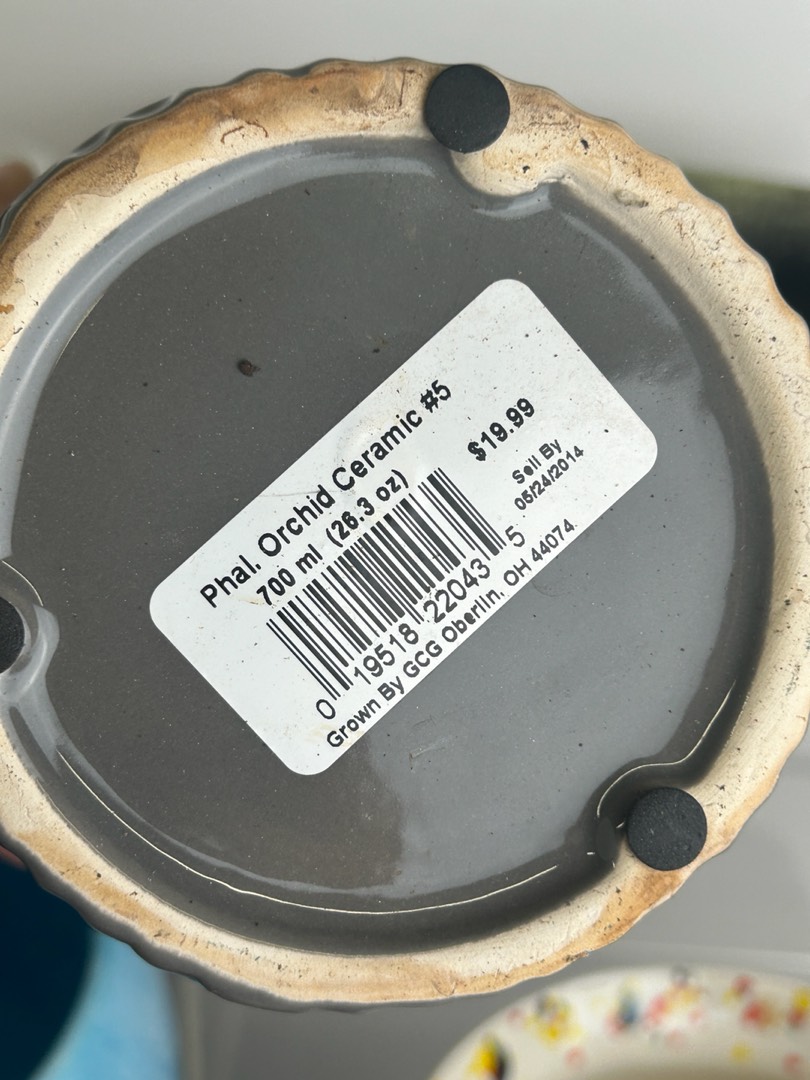 Phal. Orchid Ceramic #5
700 ml (26.3 oz)
$19.99
Sell By
05/24/2014
0 19518 22043 5
Grown By GCG Oberlin, OH 44074